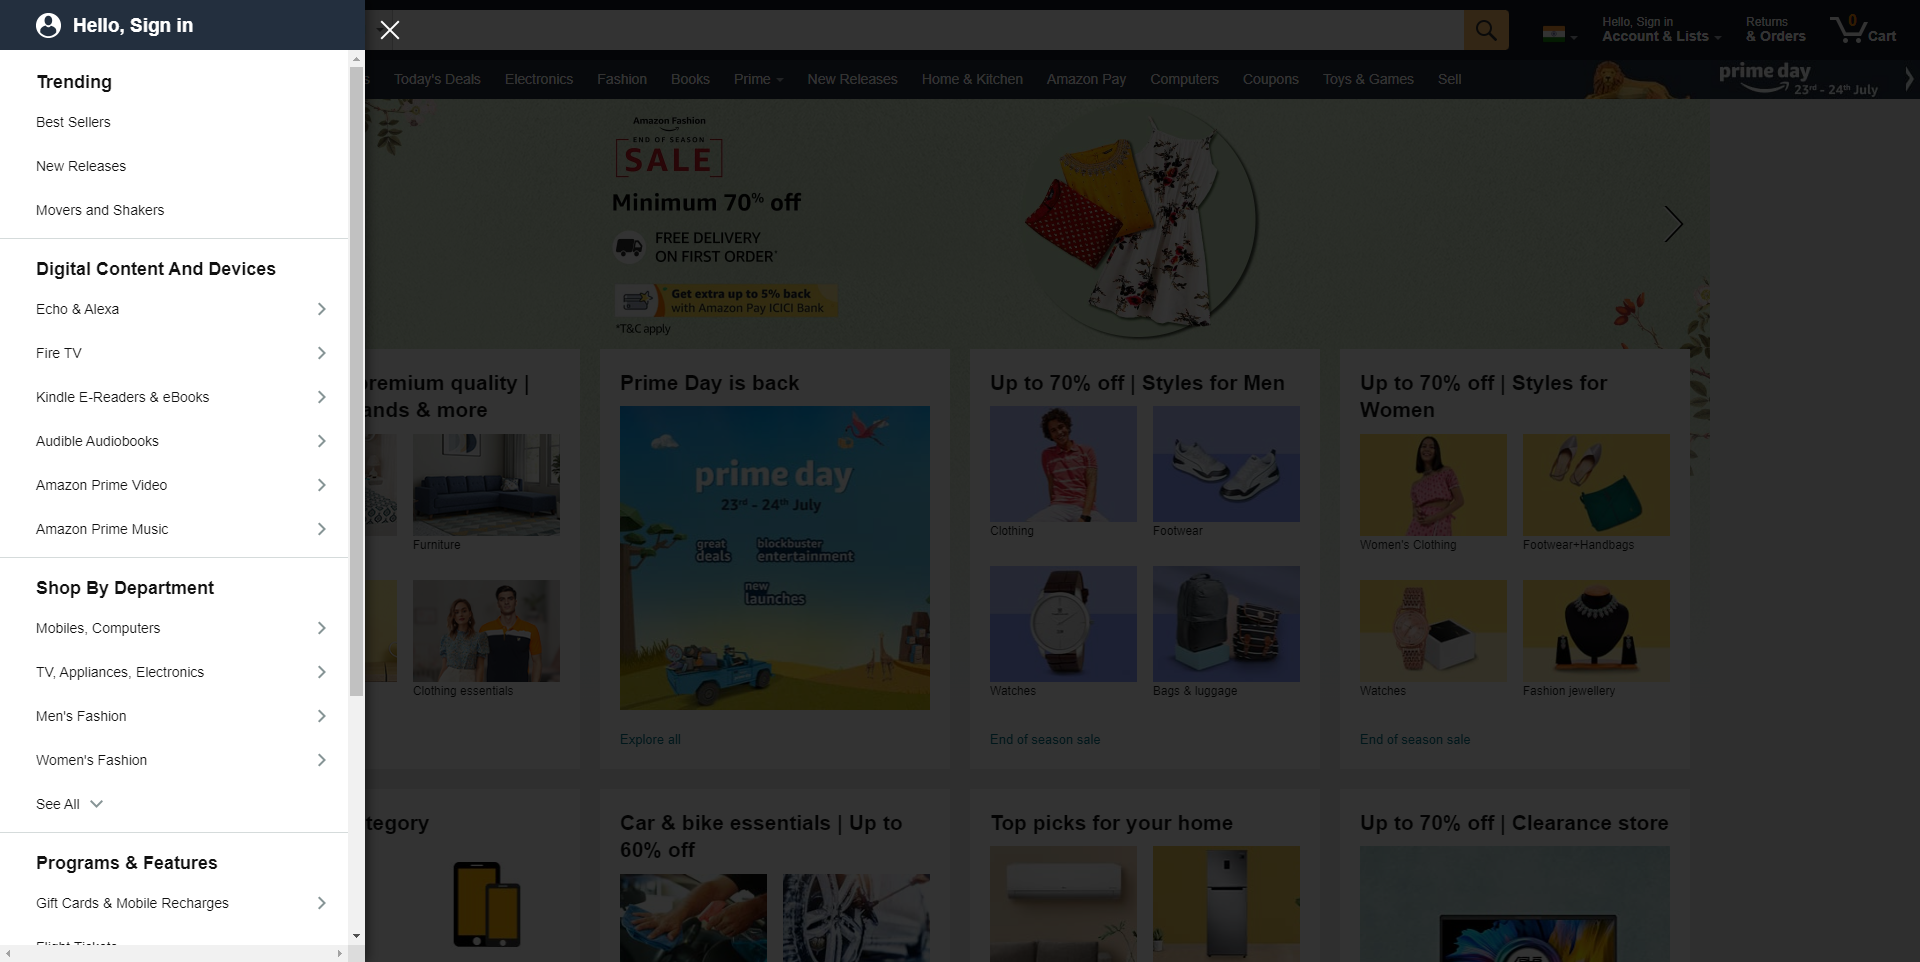 Hello, Sign in
Trending
Best Sellers
New Releases
Movers and Shakers
Digital Content And Devices
Echo & Alexa
Fire TV
Kindle E-Readers & eBooks
Audible Audiobooks
Amazon Prime Video
Amazon Prime Music
Shop By Department
Mobiles, Computers
TV, Appliances, Electronics
Men's Fashion
Women's Fashion
See All
Programs & Features
Gift Cards & Mobile Recharges
Flight Tickets
Hello, Sign in
Account & Lists
Returns
& Orders
0
Cart
Today's Deals Electronics Fashion Books Prime New Releases Home & Kitchen Amazon Pay Computers Coupons Toys & Games Sell
prime day
23rd - 24th July
Amazon Fashion
END OF SEASON
SALE
Minimum 70% off
FREE DELIVERY
ON FIRST ORDER*
Get extra up to 5% back
with Amazon Pay ICICI Bank
*T&C apply
quality |
& more
Furniture
Clothing essentials
Prime Day is back
prime day
23rd - 24th July
great
deals
blockbuster
entertainment
new
launches
Explore all
Up to 70% off | Styles for Men
Clothing
Footwear
Watches
Bags & luggage
End of season sale
Up to 70% off | Styles for
Women
Women's Clothing
Footwear+Handbags
Watches
Fashion jewellery
End of season sale
Car & bike essentials | Up to
60% off
Top picks for your home
Up to 70% off | Clearance store